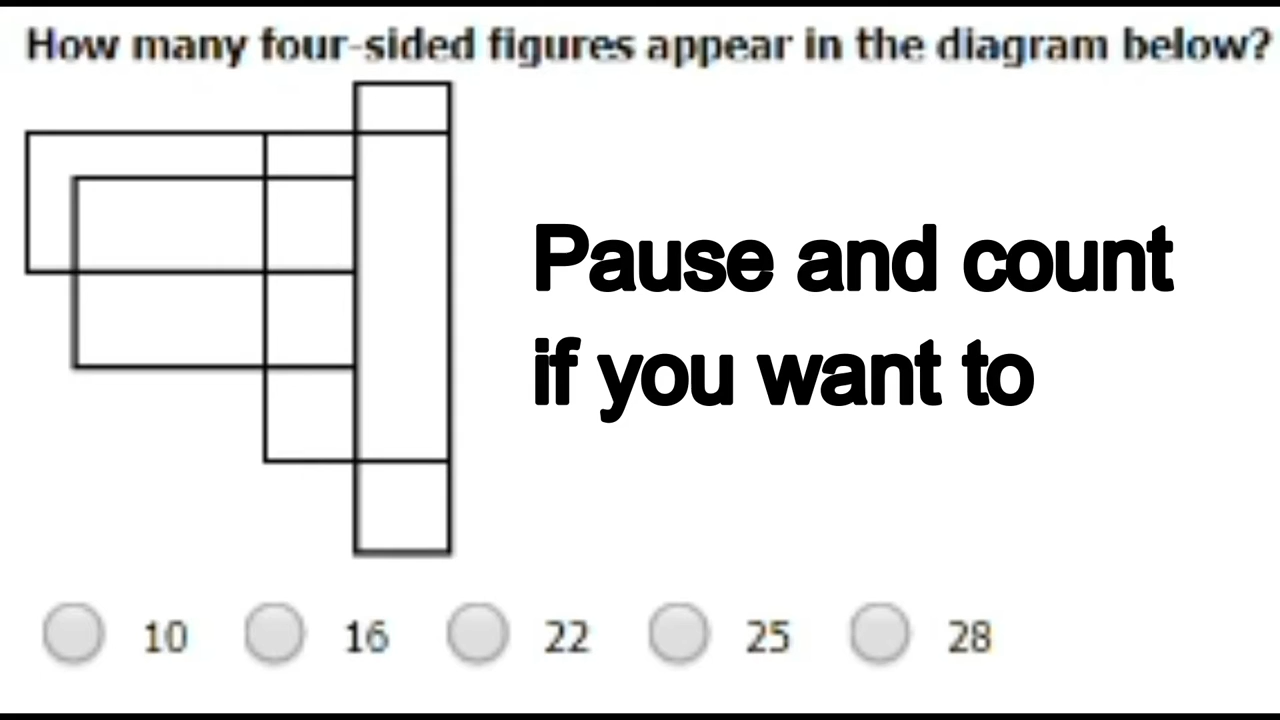 How many four-sided figures appear in the diagram below?
Pause and count
if you want to
10 16 22 25 28